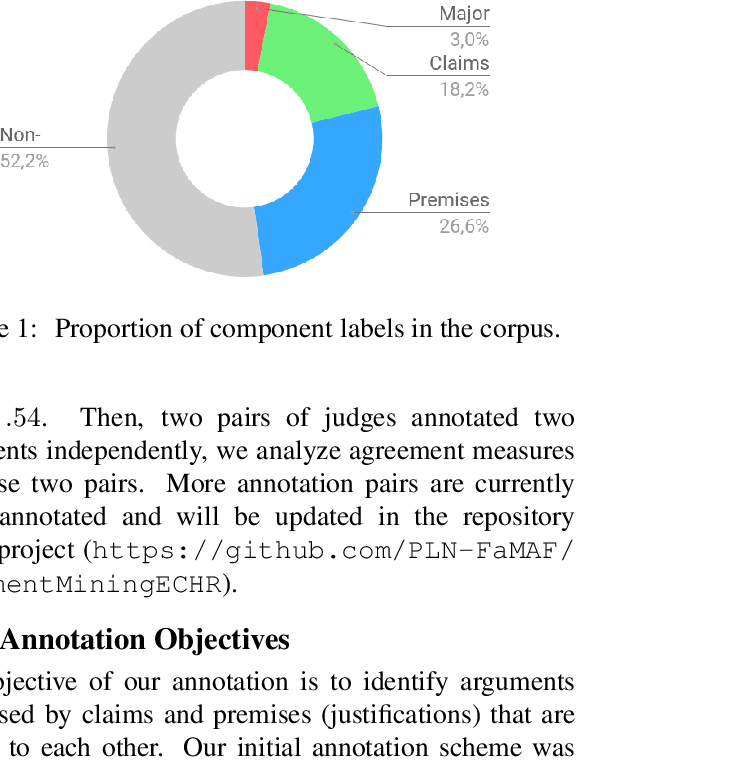 Major
3,0%
Claims
18,2%
Non-
52,2%
Premises
26,6%
e 1: Proportion of component labels in the corpus.
.54. Then, two pairs of judges annotated two
ents independently, we analyze agreement measures
se two pairs. More annotation pairs are currently
annotated and will be updated in the repository
project (https://github.com/PLN-FaMAF/
mentMiningECHR).
Annotation Objectives
jective of our annotation is to identify arguments
sed by claims and premises (justifications) that are
to each other. Our initial annotation scheme was